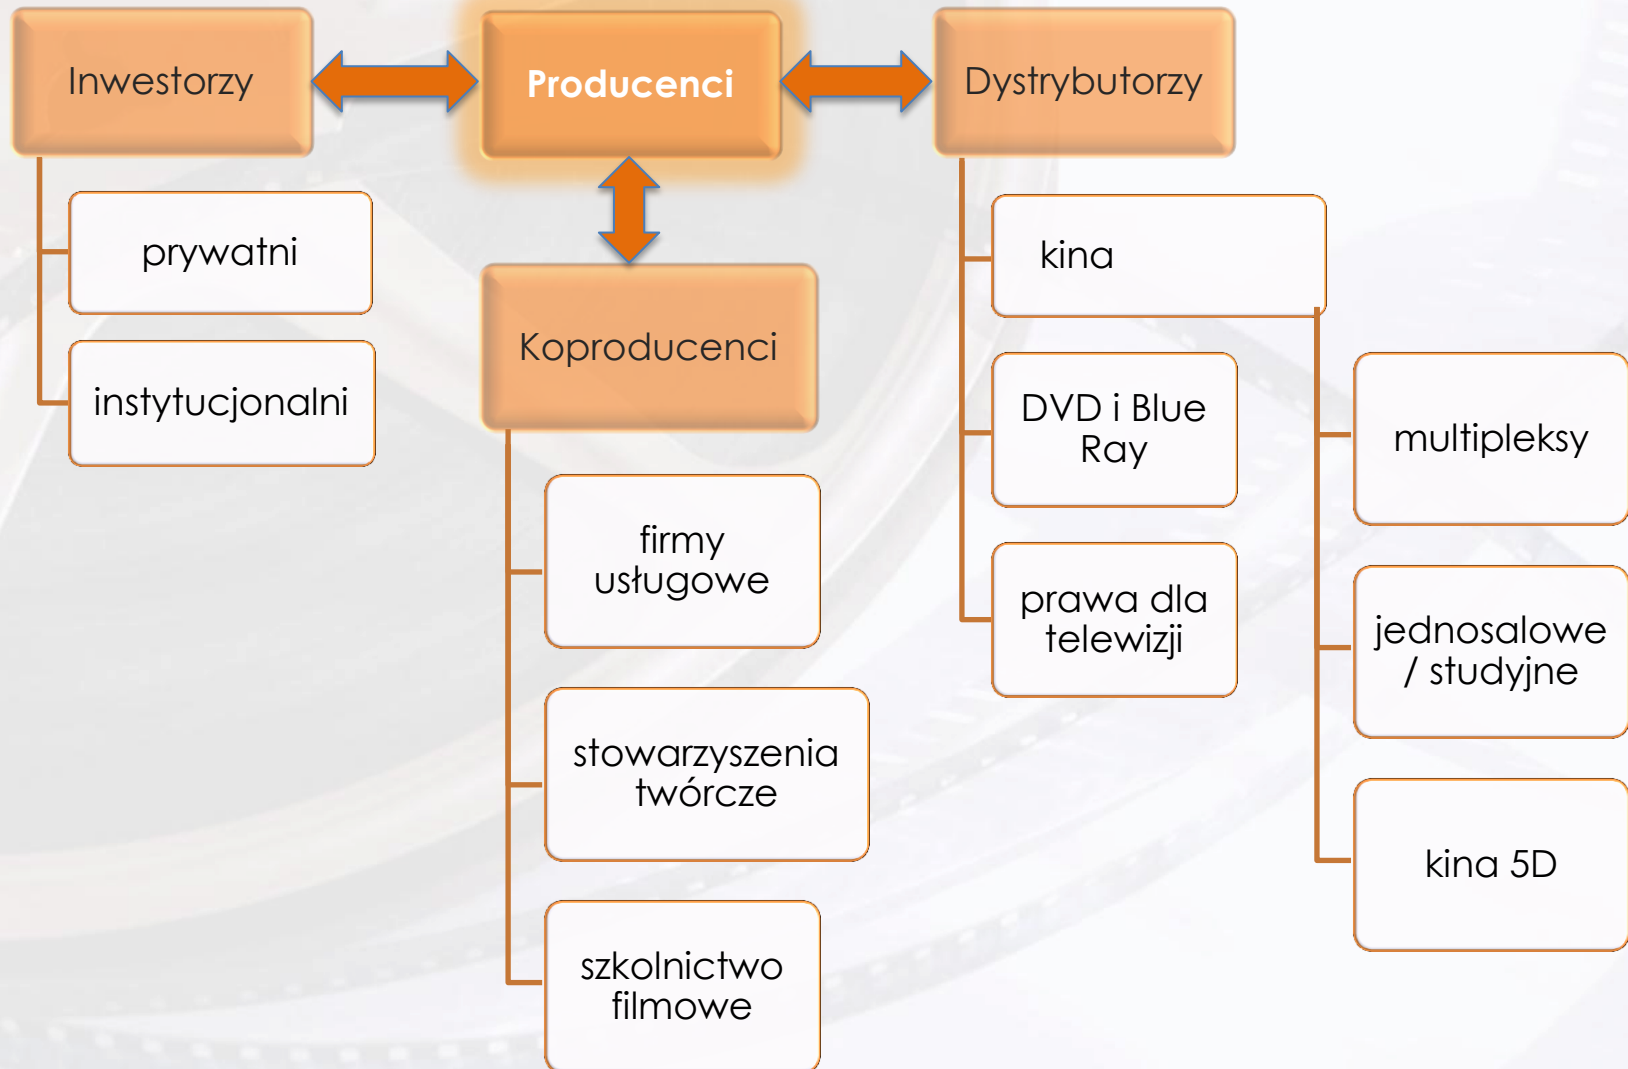 Inwestorzy
Producenci
Dystrybutorzy
prywatni
instytucjonalni
Koproducenci
firmy
usługowe
stowarzyszenia
twórcze
szkolnictwo
filmowe
kina
DVD i Blue
Ray
prawa dla
telewizji
multipleksy
jednosalowe
/ studyjne
kina 5D